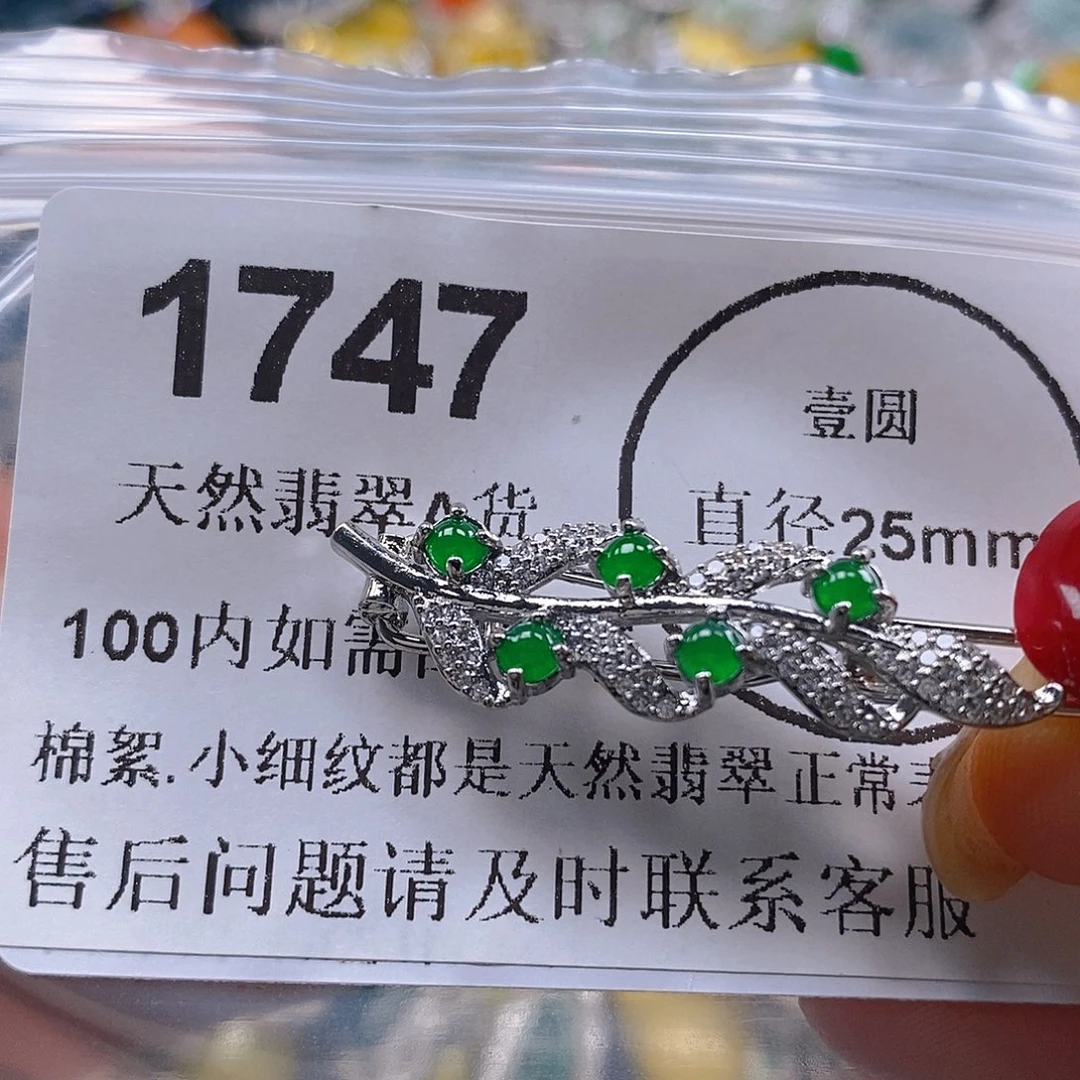 1747
壹圆
天然翡翠A货
直径25mm
100内如需
棉絮.小细纹都是天然翡翠正常
售后问题请及时联系客服